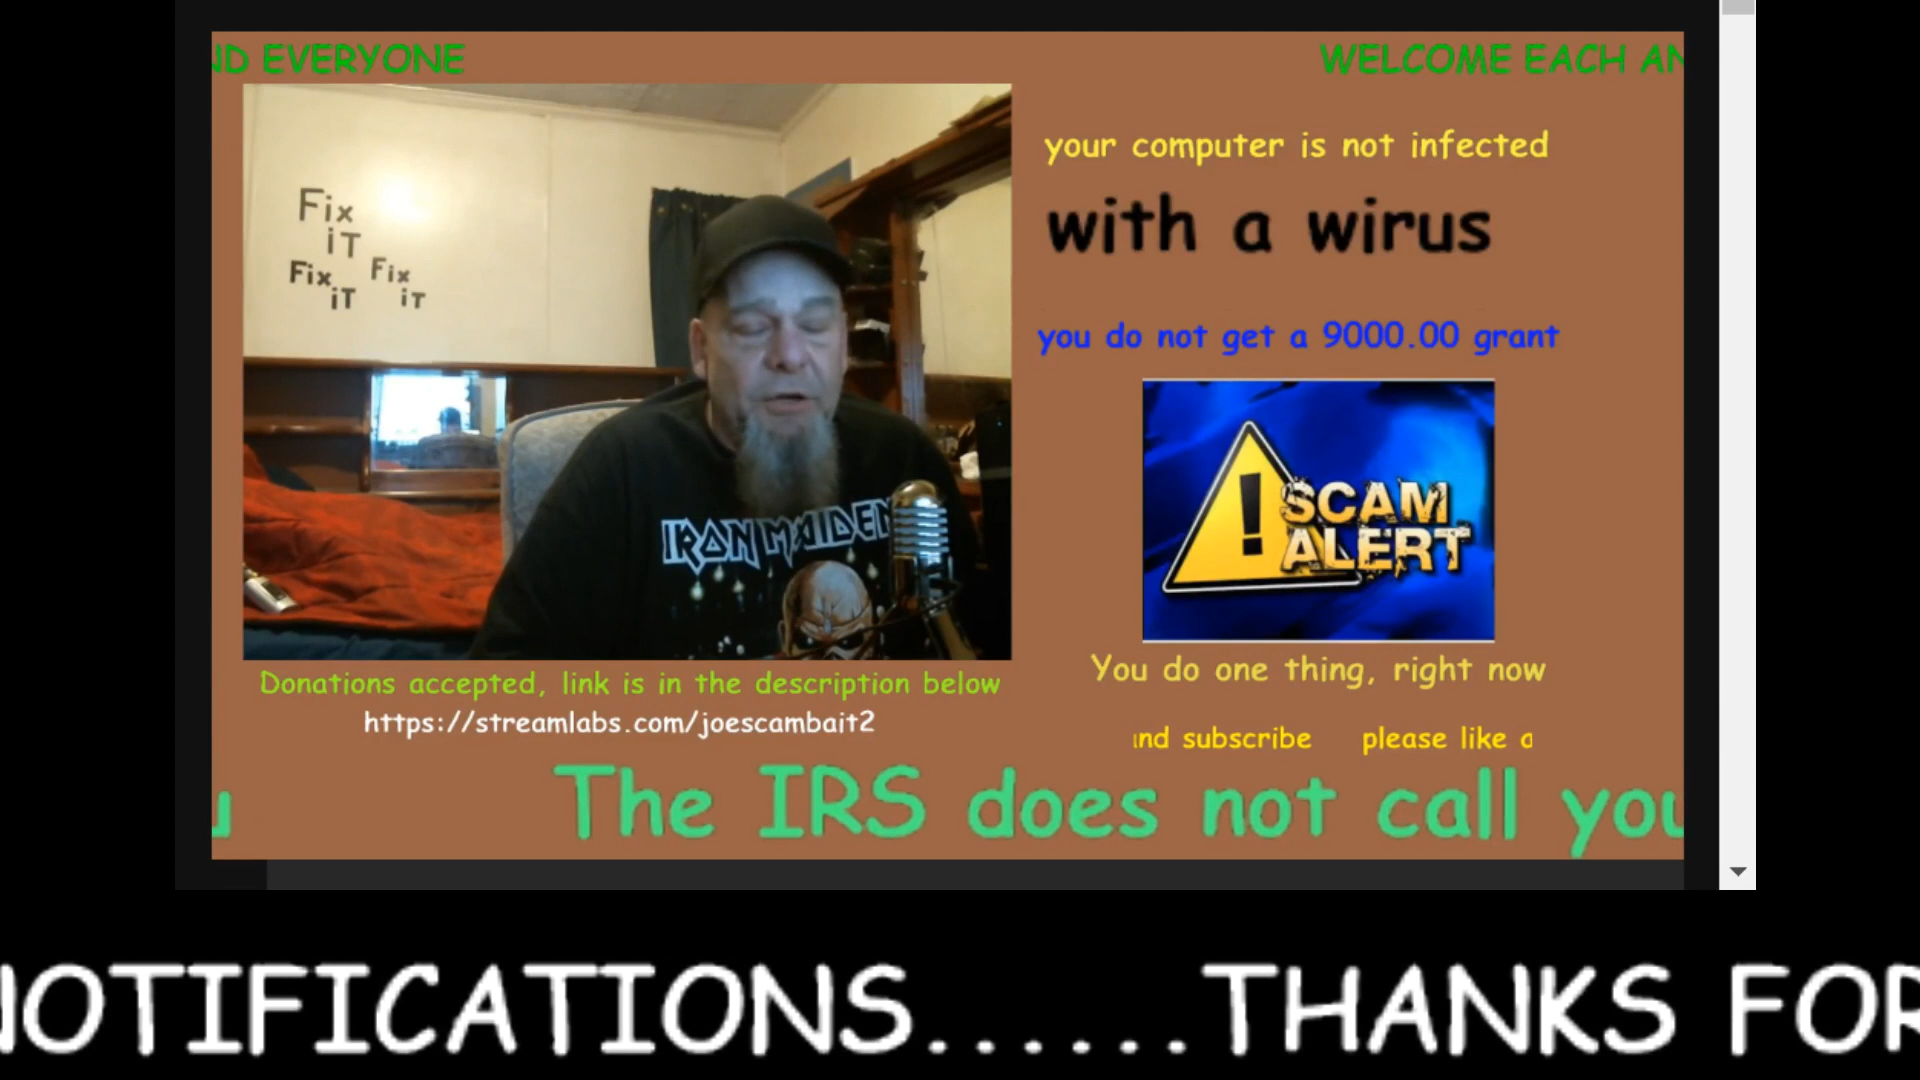 ND EVERYONE
WELCOME EACH AN
your computer is not infected
with a wirus
Fix
iT
Fix
iT
Fix
iT
you do not get a 9000.00 grant
! SCAM
ALERT
IRON MAIDEN
Donations accepted, link is in the description below
https://streamlabs.com/joescambait2
You do one thing, right now
and subscribe please like a
u The IRS does not call you
NOTIFICATIONS......THANKS FOR